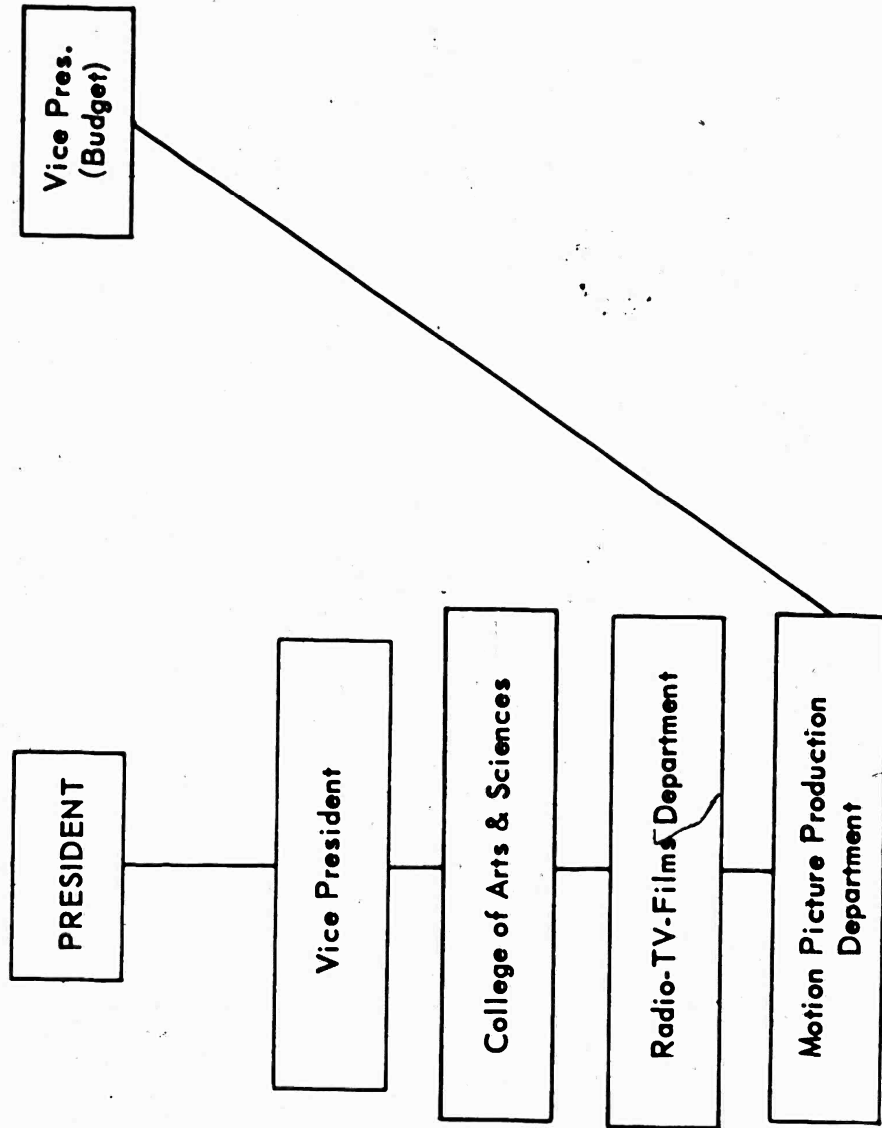 PRESIDENT
Vice Pres.
(Budget)
Vice President
College of Arts & Sciences
Radio-TV-Films Department
Motion Picture Production
Department